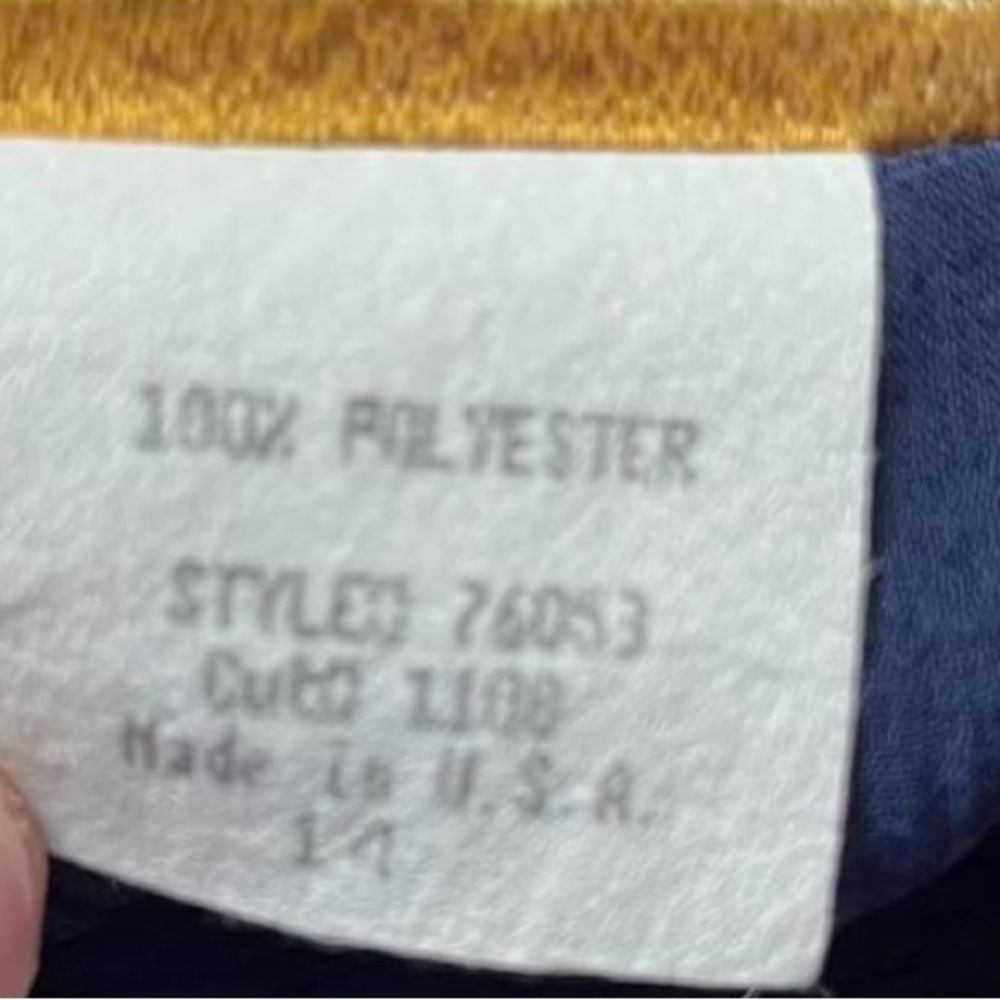 100% POLYESTER
STYLE# 76053
Cut# 1100
Made in U.S.A.
14